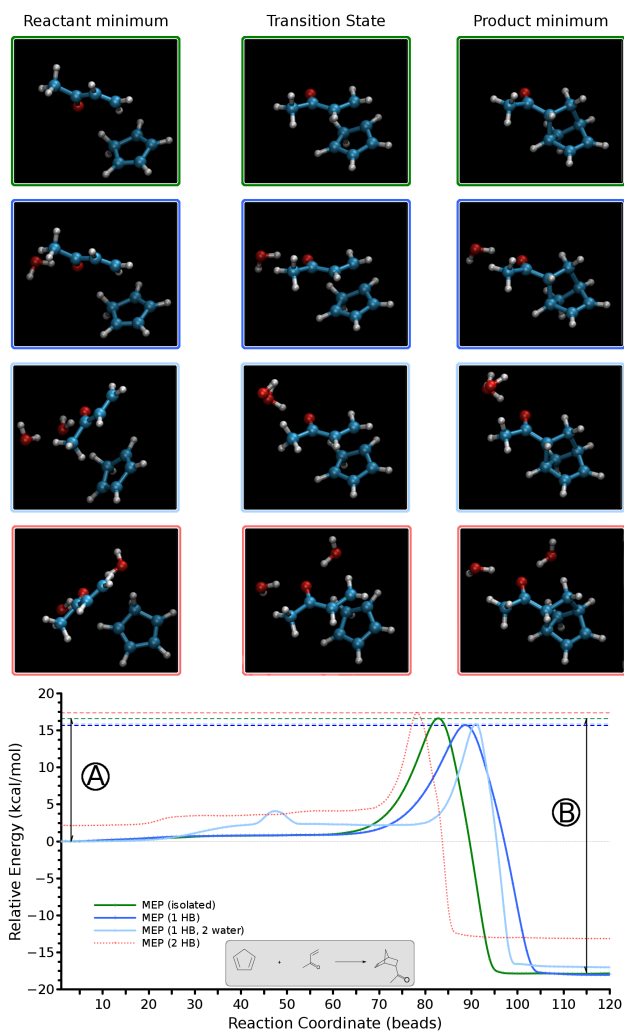 Reactant minimum
Transition State
Product minimum
20
15
10
5
0
−5
−10
−15
−20
Relative Energy (kcal/mol)
A
B
MEP (isolated)
MEP (1 HB)
MEP (1 HB, 2 water)
MEP (2 HB)
+
O
O
10 20 30 40 50 60 70 80 90 100 110 120
Reaction Coordinate (beads)